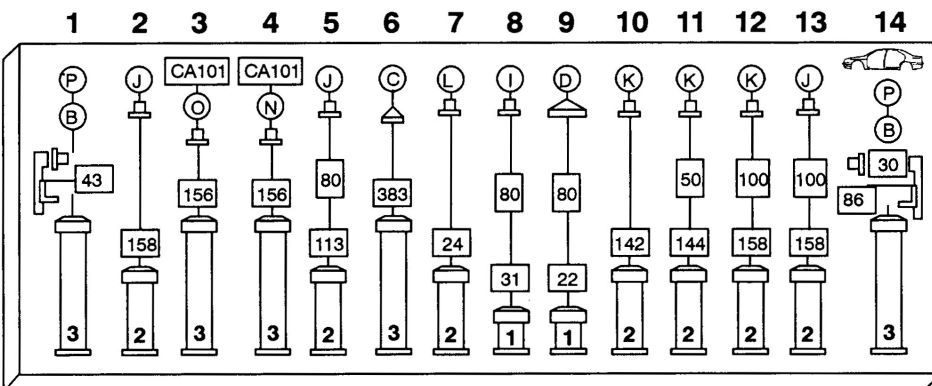 1 2 3 4 5 6 7 8 9 10 11 12 13 14
CA101 CA101
P J O N J C L I D K K K J P
B B
43 156 156 80 383 80 80 50 100 100 30
86
158 113 24 142 144 158 158
31 22
3 2 3 3 2 3 2 1 1 2 2 2 2 3